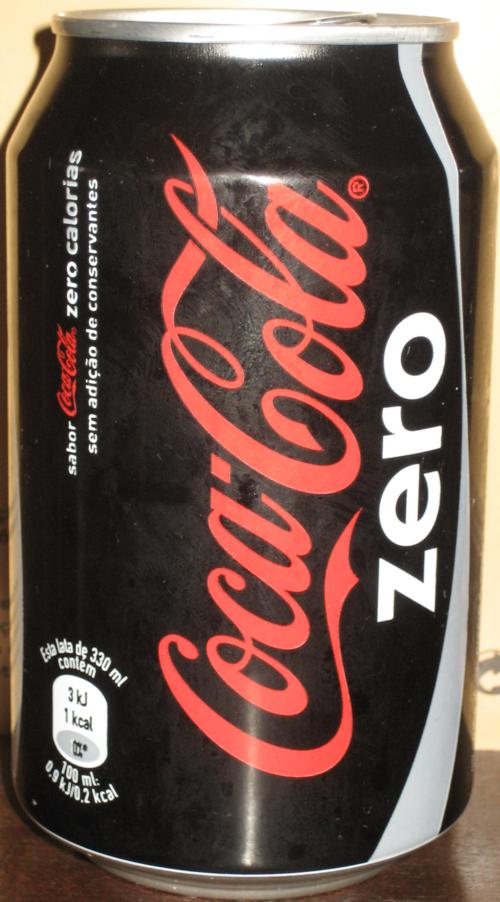 sabor Coca-Cola zero calorias
sem adição de conservantes
Coca-Cola®
zero
Esta lata de 330 ml
contém
3 kJ
1 kcal
100 ml:
0.9 kJ/0.2 kcal